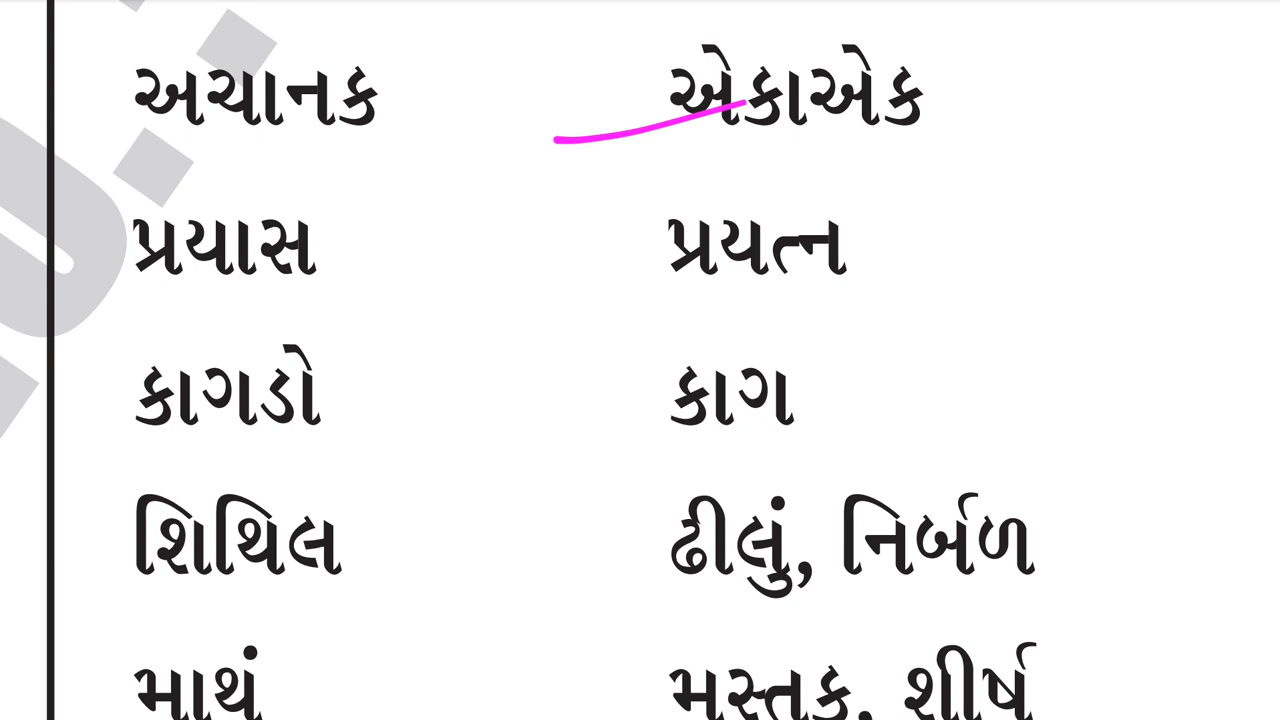 અચાનક એકાએક
પ્રયાસ પ્રયત્ન
કાગડો કાગ
શિથિલ ઢીલું, નિર્બળ
માથું મસ્તક, શીર્ષ